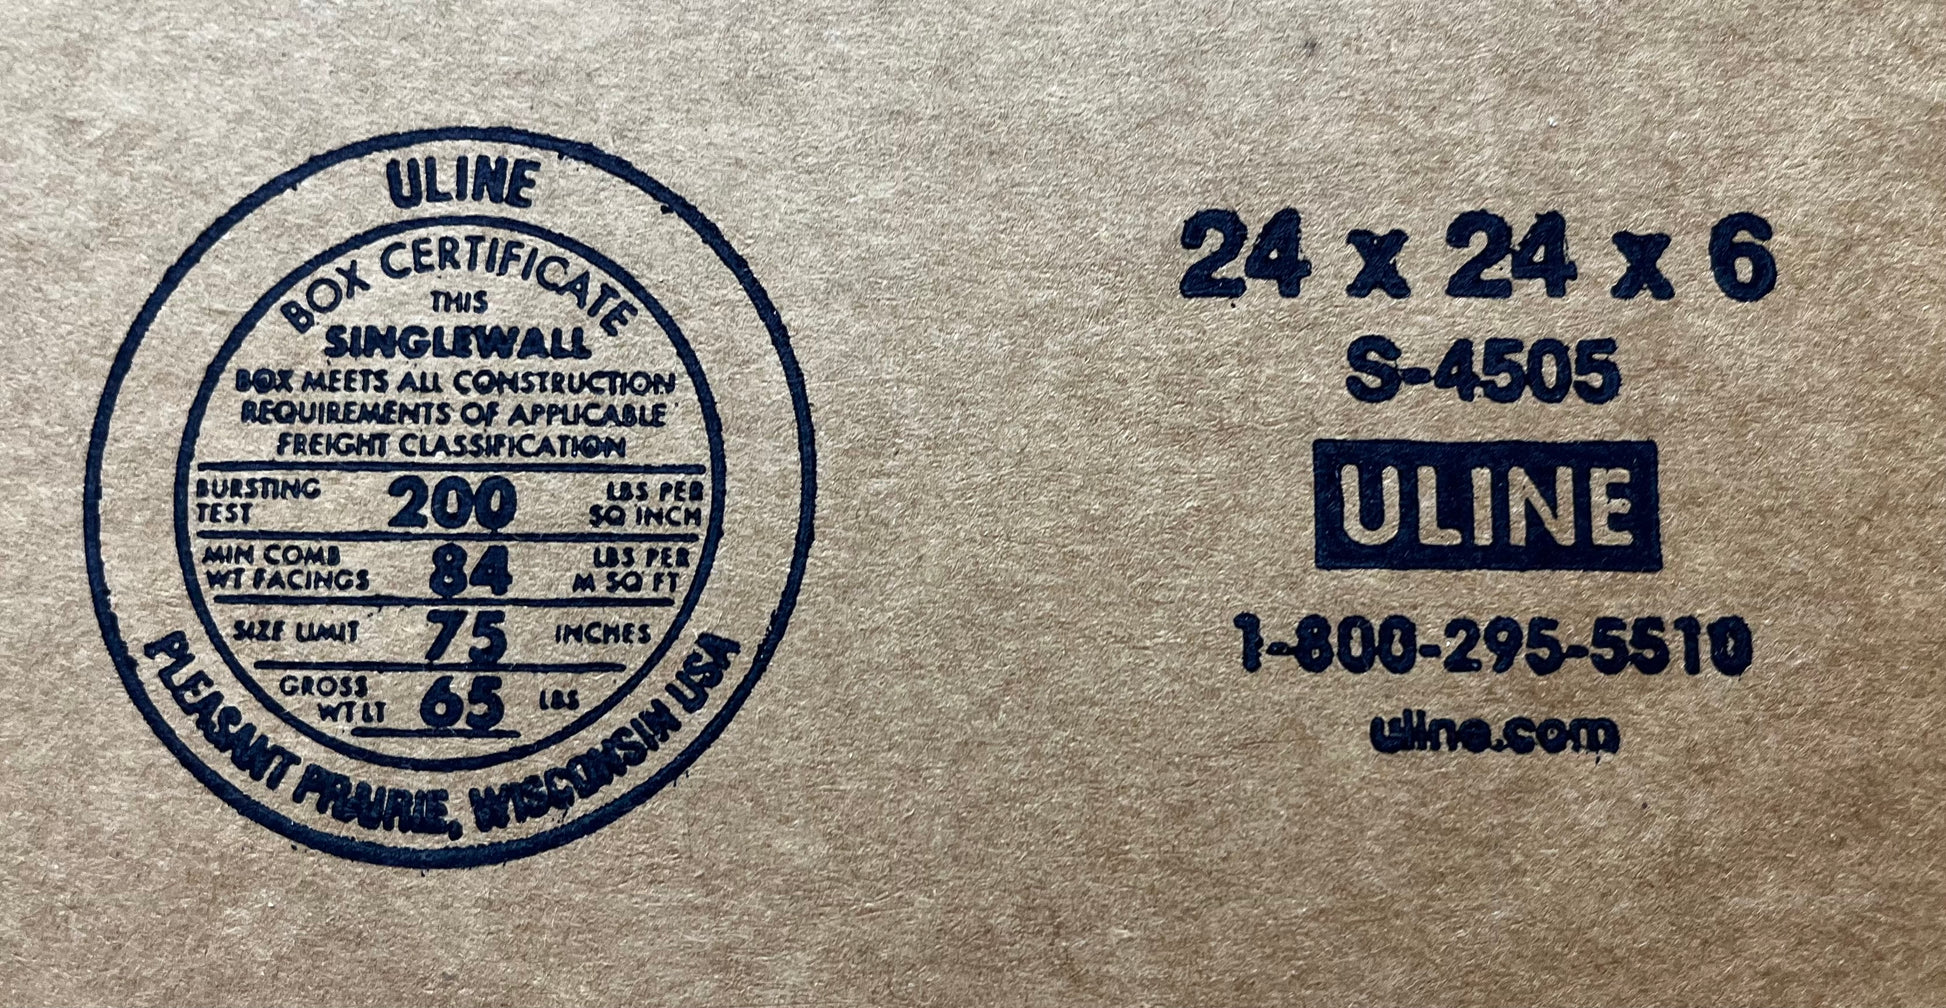 ULINE
BOX CERTIFICATE
THIS
SINGLEWALL
BOX MEETS ALL CONSTRUCTION
REQUIREMENTS OF APPLICABLE
FREIGHT CLASSIFICATION
BURSTING TEST 200 LBS PER SQ INCH
MIN COMB WT FACINGS 84 LBS PER M SQ FT
SIZE LIMIT 75 INCHES
GROSS WT LT 65 LBS
PLEASANT PRAIRIE, WISCONSIN USA
24 x 24 x 6
S-4505
ULINE
1-800-295-5510
uline.com